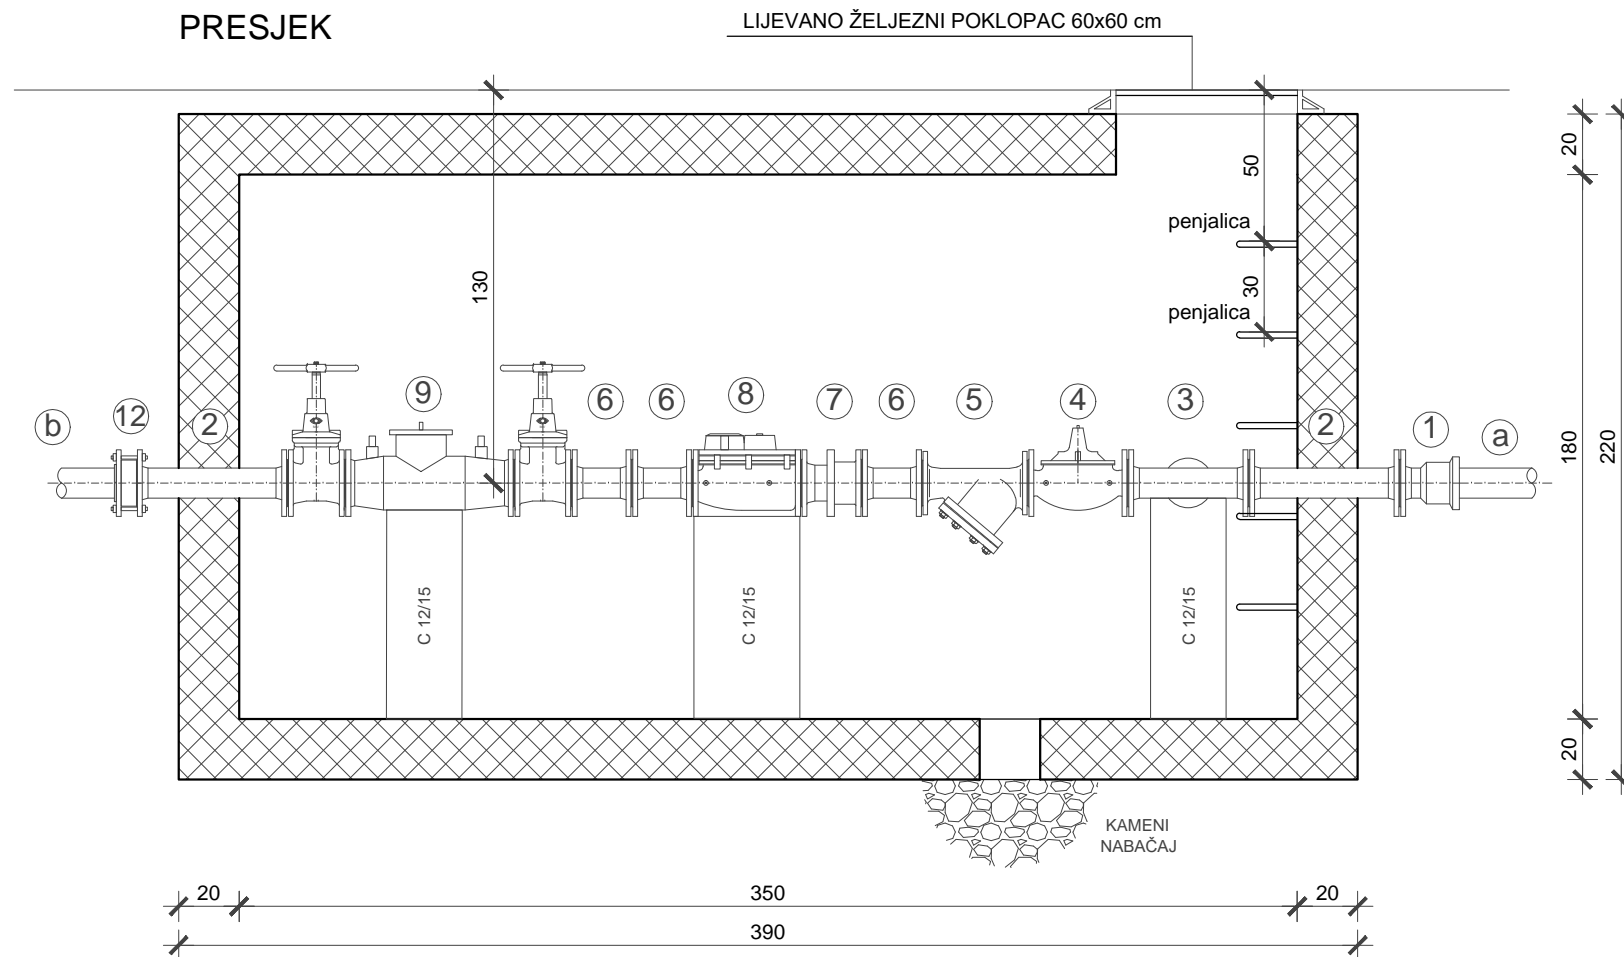 PRESJEK
LIJEVANO ŽELJEZNI POKLOPAC 60x60 cm
20
50
penjalica
130
30
penjalica
b
12
2
9
6
6
8
7
6
5
4
3
2
1
a
180
220
C 12/15
C 12/15
C 12/15
20
KAMENI
NABAČAJ
20
350
20
390